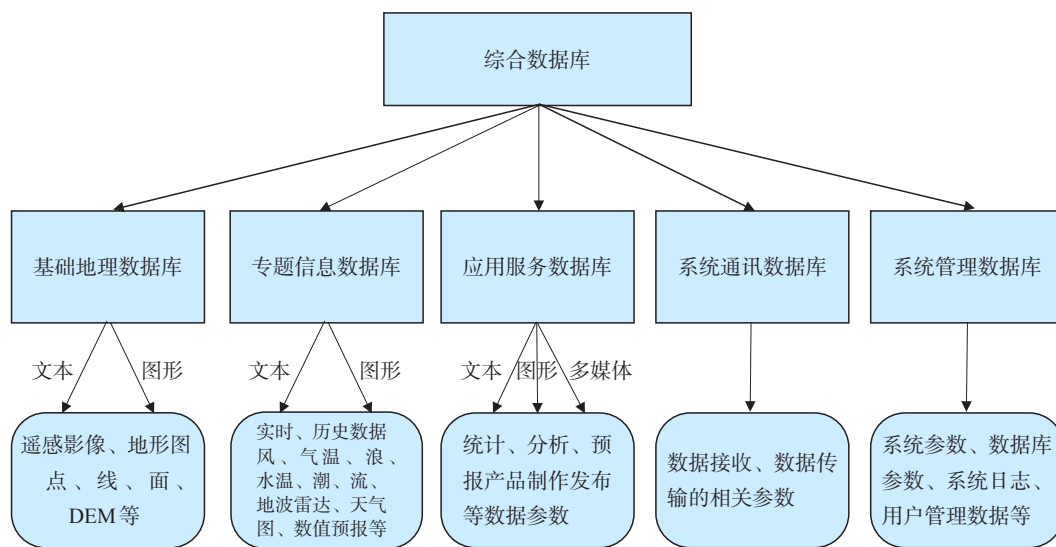 综合数据库
基础地理数据库
专题信息数据库
应用服务数据库
系统通讯数据库
系统管理数据库
文本
图形
文本
图形
文本
图形
多媒体
遥感影像、地形图
点、线、面、
DEM等
实时、历史数据
风、气温、浪、
水温、潮、流、
地波雷达、天气
图、数值预报等
统计、分析、预
报产品制作发布
等数据参数
数据接收、数据传
输的相关参数
系统参数、数据库
参数、系统日志、
用户管理数据等